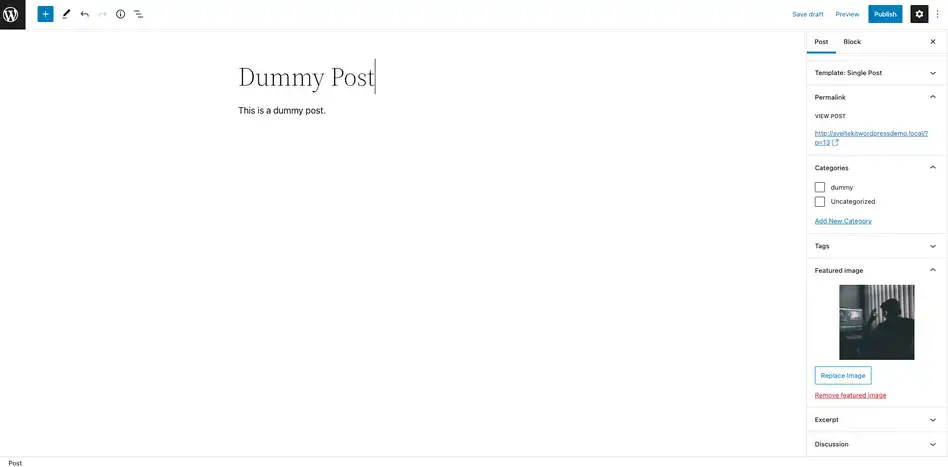 Save draft
Preview
Publish
Post
Block
Dummy Post
This is a dummy post.
Template: Single Post
Permalink
VIEW POST
http://sveltekitwordpressdemo.local/?
p=13
Categories
dummy
Uncategorized
Add New Category
Tags
Featured image
Replace Image
Remove featured image
Excerpt
Discussion
Post